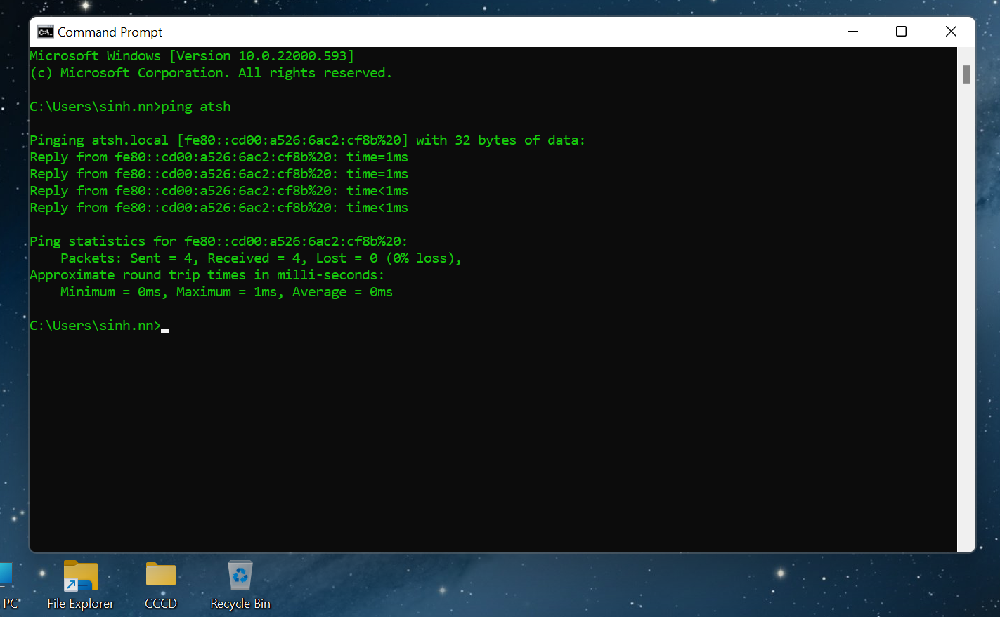 Command Prompt
Microsoft Windows [Version 10.0.22000.593]
(c) Microsoft Corporation. All rights reserved.
C:\Users\sinh.nn>ping atsh
Pinging atsh.local [fe80::cd00:a526:6ac2:cf8b%20] with 32 bytes of data:
Reply from fe80::cd00:a526:6ac2:cf8b%20: time=1ms
Reply from fe80::cd00:a526:6ac2:cf8b%20: time=1ms
Reply from fe80::cd00:a526:6ac2:cf8b%20: time<1ms
Reply from fe80::cd00:a526:6ac2:cf8b%20: time<1ms
Ping statistics for fe80::cd00:a526:6ac2:cf8b%20:
    Packets: Sent = 4, Received = 4, Lost = 0 (0% loss),
Approximate round trip times in milli-seconds:
    Minimum = 0ms, Maximum = 1ms, Average = 0ms
C:\Users\sinh.nn>
PC File Explorer CCCD Recycle Bin